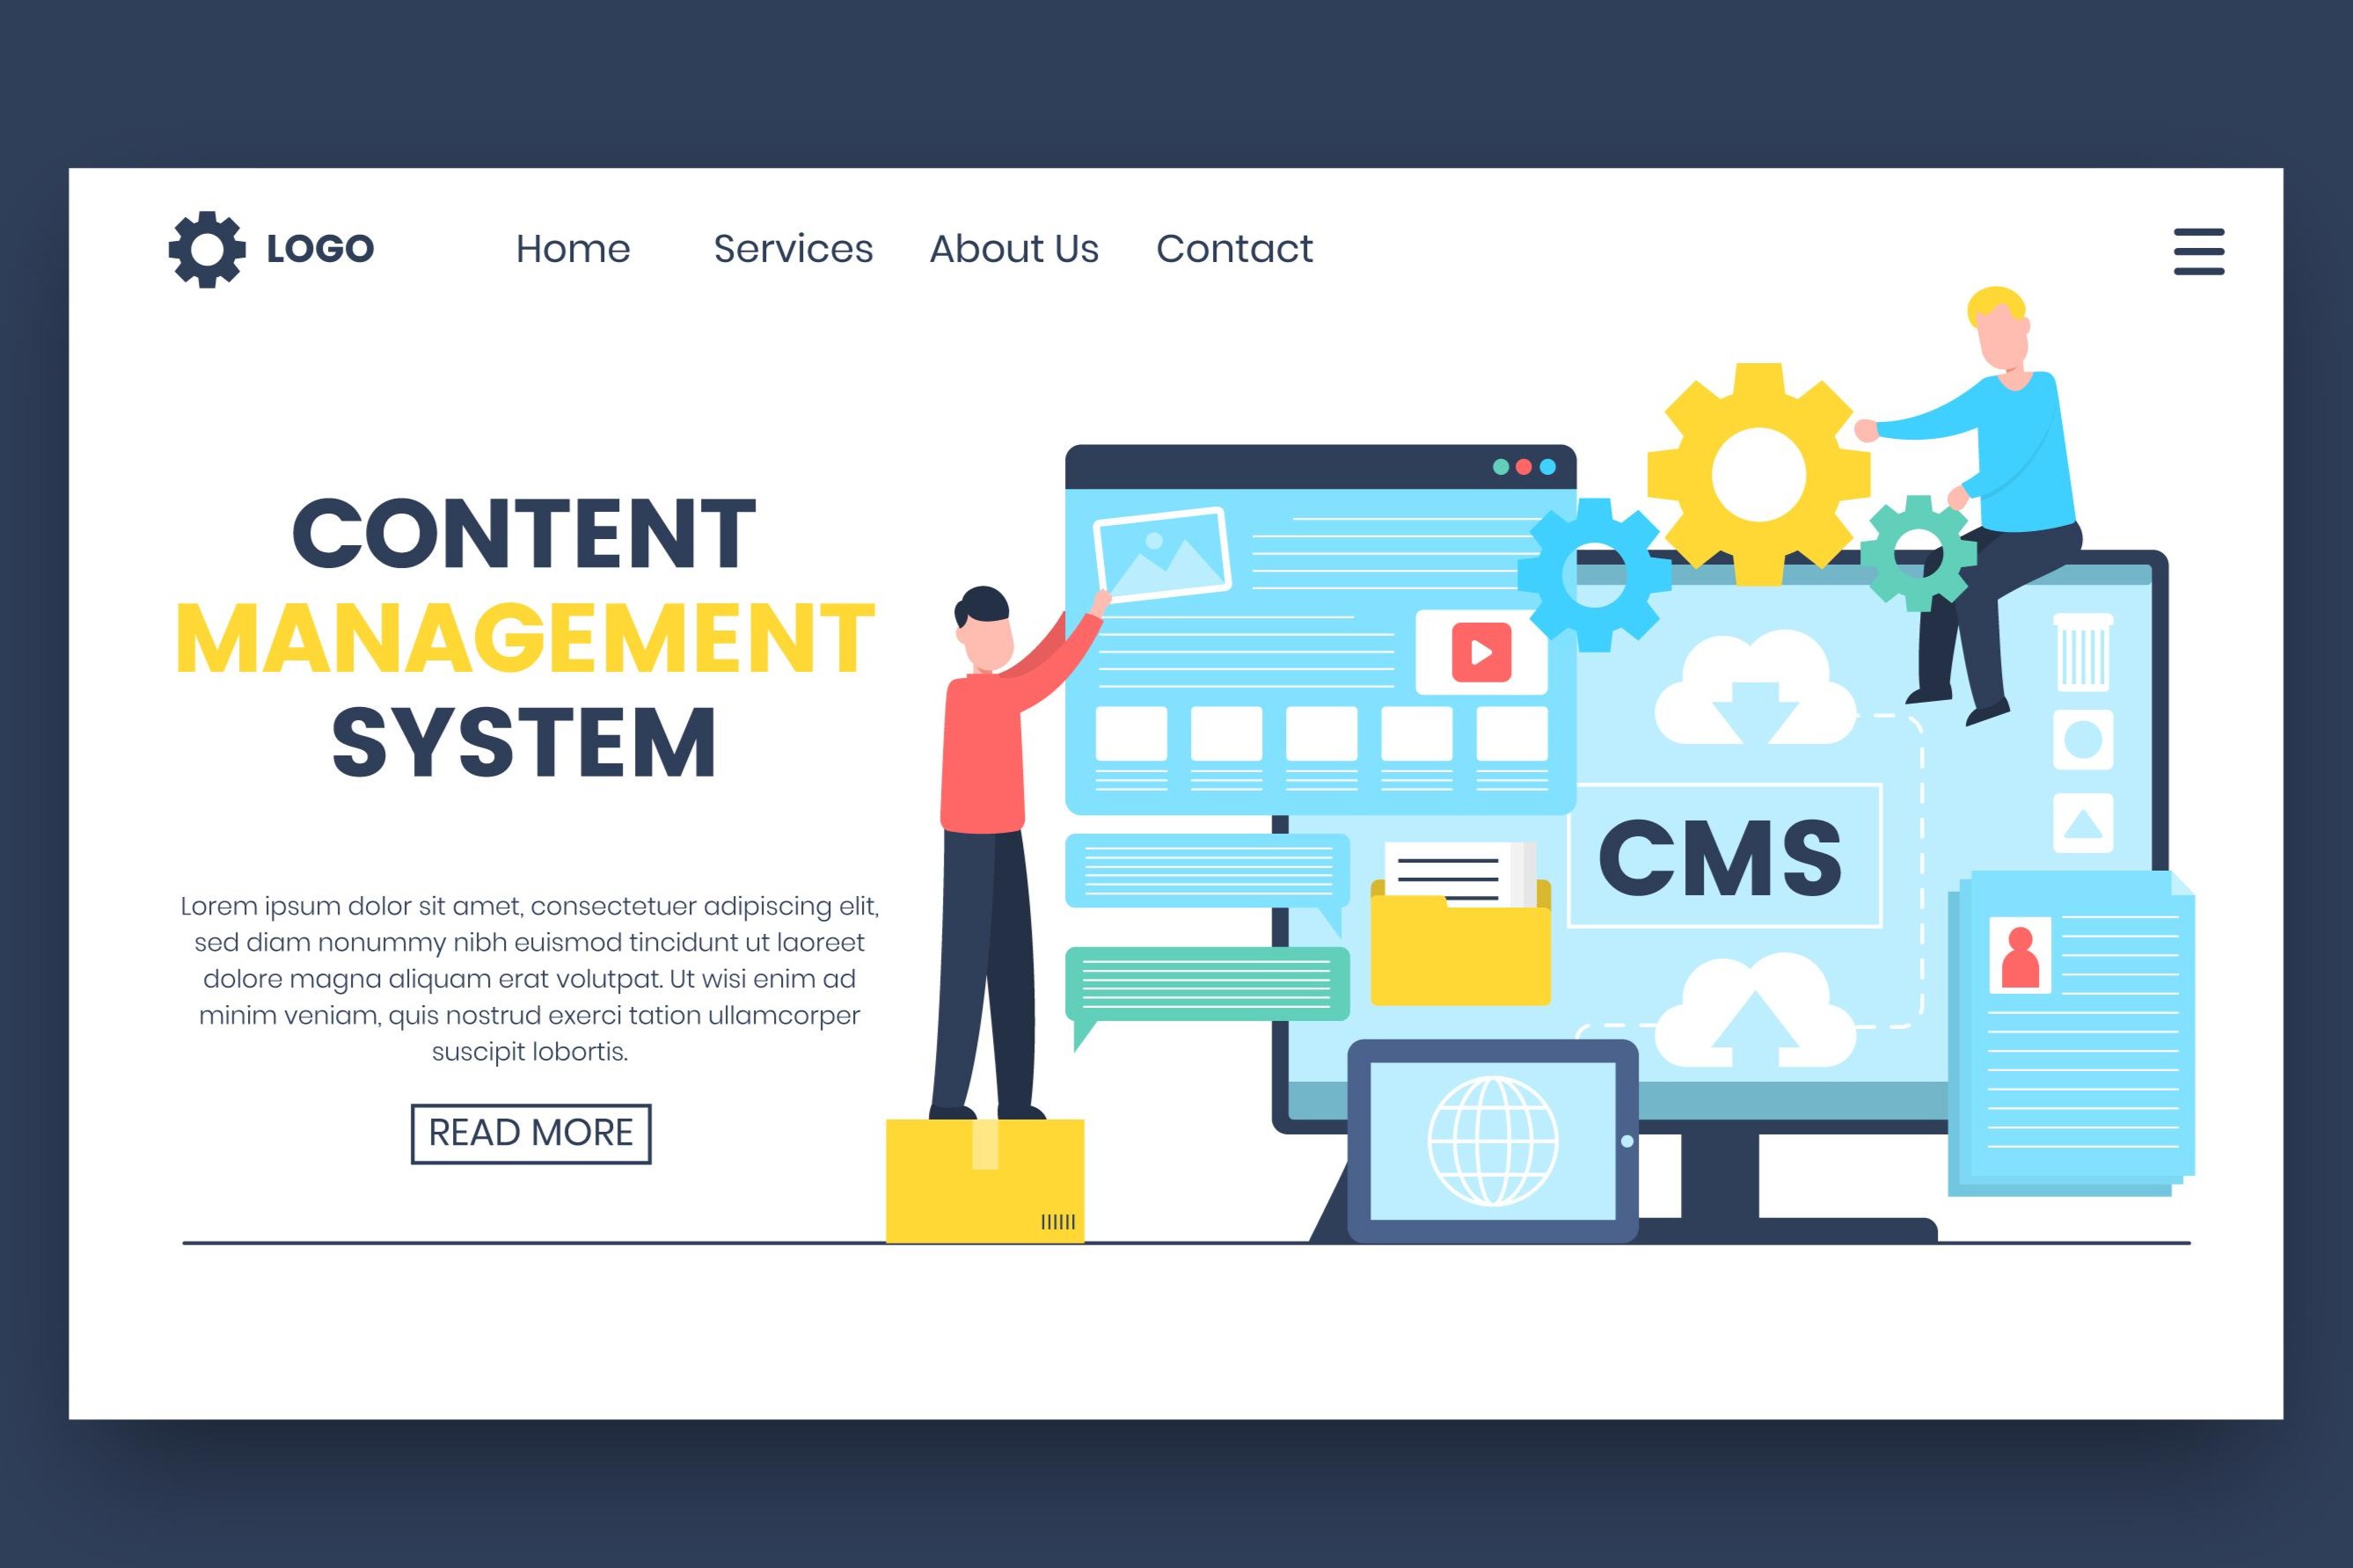 LOGO
Home
Services
About Us
Contact
CONTENT
MANAGEMENT
SYSTEM
Lorem ipsum dolor sit amet, consectetuer adipiscing elit,
sed diam nonummy nibh euismod tincidunt ut laoreet
dolore magna aliquam erat volutpat. Ut wisi enim ad
minim veniam, quis nostrud exerci tation ullamcorper
suscipit lobortis.
READ MORE
CMS